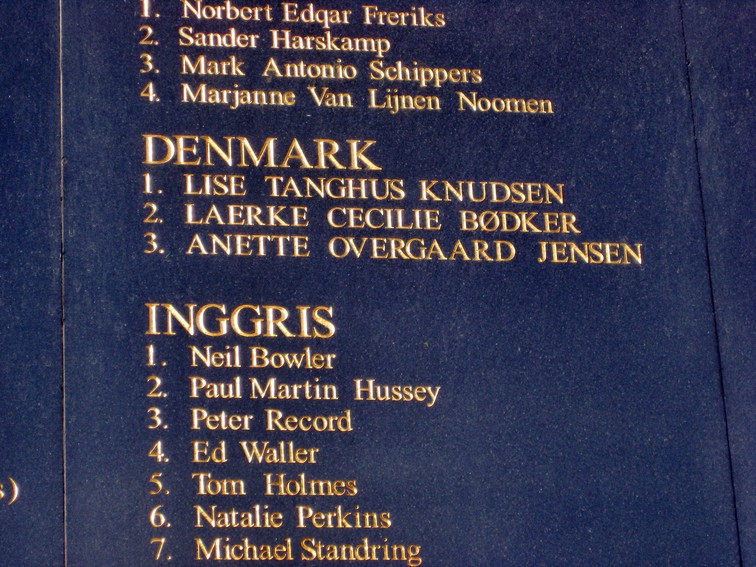 1. Norbert Edqar Freriks
2. Sander Harskamp
3. Mark Antonio Schippers
4. Marjanne Van Lijnen Noomen
DENMARK
1. LISE TANGHUS KNUDSEN
2. LAERKE CECILIE BØDKER
3. ANETTE OVERGAARD JENSEN
INGGRIS
1. Neil Bowler
2. Paul Martin Hussey
3. Peter Record
4. Ed Waller
5. Tom Holmes
s)
6. Natalie Perkins
7. Michael Standring